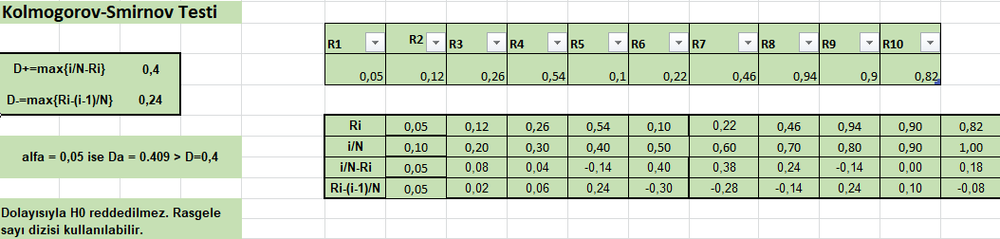 Kolmogorov-Smirnov Testi
R1 R2 R3 R4 R5 R6 R7 R8 R9 R10
0,05 0,12 0,26 0,54 0,1 0,22 0,46 0,94 0,9 0,82
D+=max{i/N-Ri} 0,4
D-=max{Ri-(i-1)/N} 0,24
Ri 0,05 0,12 0,26 0,54 0,10 0,22 0,46 0,94 0,90 0,82
i/N 0,10 0,20 0,30 0,40 0,50 0,60 0,70 0,80 0,90 1,00
i/N-Ri 0,05 0,08 0,04 -0,14 0,40 0,38 0,24 -0,14 0,00 0,18
Ri-(i-1)/N 0,05 0,02 0,06 0,24 -0,30 -0,28 -0,14 0,24 0,10 -0,08
alfa = 0,05 ise Da = 0.409 > D=0,4
Dolayısıyla H0 reddedilmez. Rasgele
sayı dizisi kullanılabilir.